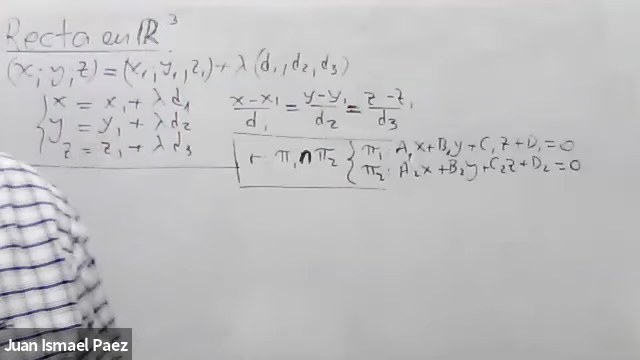 Recta en ℝ³
(x, y, z) = (x₁, y₁, z₁) + λ (d₁, d₂, d₃)
{ x = x₁ + λ d₁
y = y₁ + λ d₂
z = z₁ + λ d₃
(x - x₁)/d₁ = (y - y₁)/d₂ = (z - z₁)/d₃
r = π₁ ∩ π₂ { π₁: A₁x + B₁y + C₁z + D₁ = 0
π₂: A₂x + B₂y + C₂z + D₂ = 0
Juan Ismael Paez